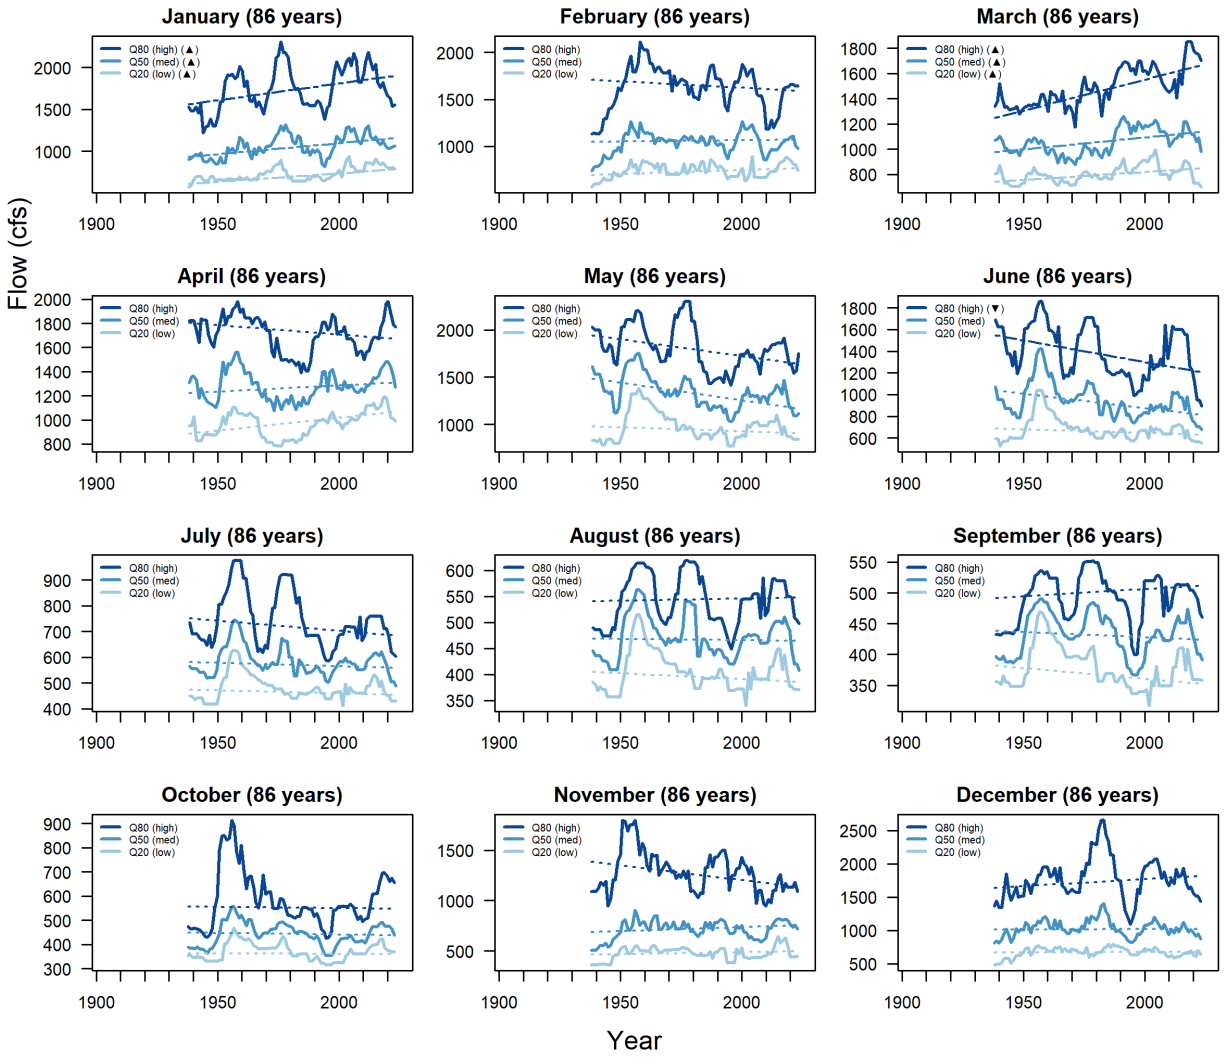 January (86 years)
Q80 (high) (▲)
Q50 (med) (▲)
Q20 (low) (▲)
2000
1500
1000
1900 1950 2000
February (86 years)
Q80 (high)
Q50 (med)
Q20 (low)
2000
1500
1000
1900 1950 2000
March (86 years)
Q80 (high) (▲)
Q50 (med) (▲)
Q20 (low) (▲)
1800
1600
1400
1200
1000
800
1900 1950 2000
Flow (cfs)
April (86 years)
Q80 (high)
Q50 (med)
Q20 (low)
2000
1800
1600
1400
1200
1000
800
1900 1950 2000
May (86 years)
Q80 (high)
Q50 (med)
Q20 (low)
2000
1500
1000
1900 1950 2000
June (86 years)
Q80 (high) (▼)
Q50 (med)
Q20 (low)
1800
1600
1400
1200
1000
800
600
1900 1950 2000
July (86 years)
Q80 (high)
Q50 (med)
Q20 (low)
900
800
700
600
500
400
1900 1950 2000
August (86 years)
Q80 (high)
Q50 (med)
Q20 (low)
600
550
500
450
400
350
1900 1950 2000
September (86 years)
Q80 (high)
Q50 (med)
Q20 (low)
550
500
450
400
350
1900 1950 2000
October (86 years)
Q80 (high)
Q50 (med)
Q20 (low)
900
800
700
600
500
400
300
1900 1950 2000
November (86 years)
Q80 (high)
Q50 (med)
Q20 (low)
1500
1000
500
1900 1950 2000
December (86 years)
Q80 (high)
Q50 (med)
Q20 (low)
2500
2000
1500
1000
500
1900 1950 2000
Year